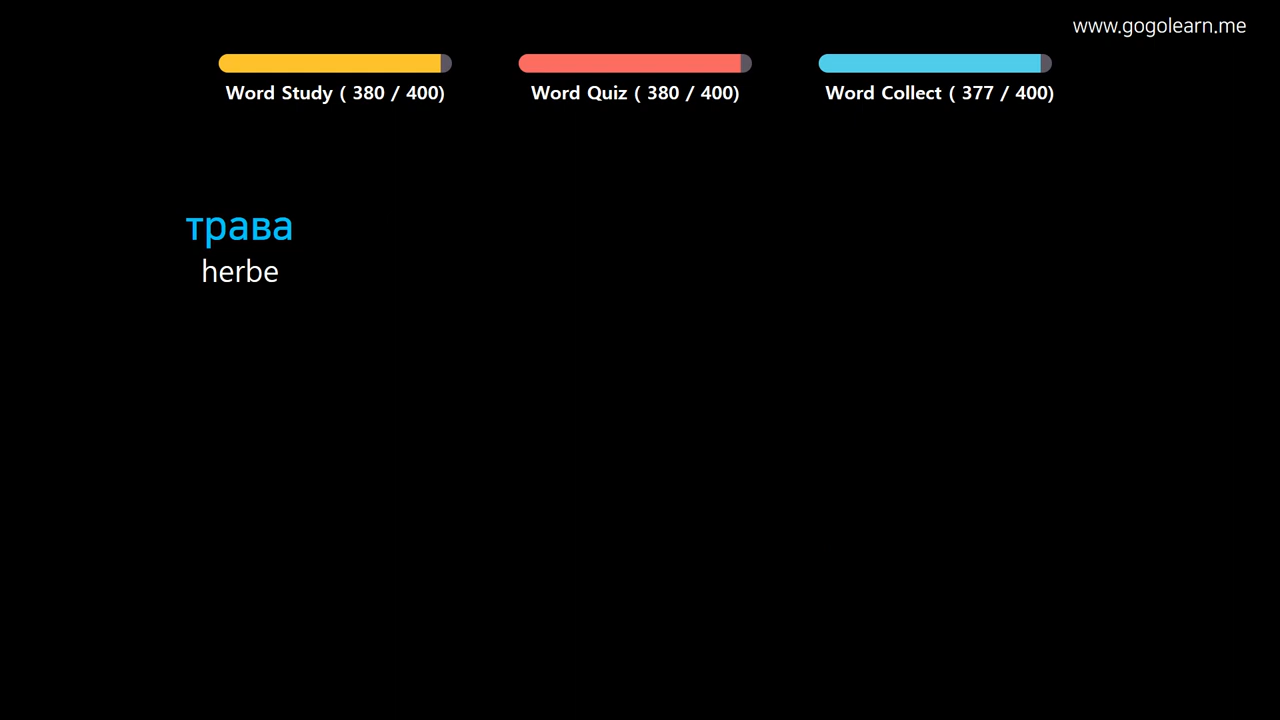 www.gogolearn.me
Word Study ( 380 / 400)
Word Quiz ( 380 / 400)
Word Collect ( 377 / 400)
трава
herbe